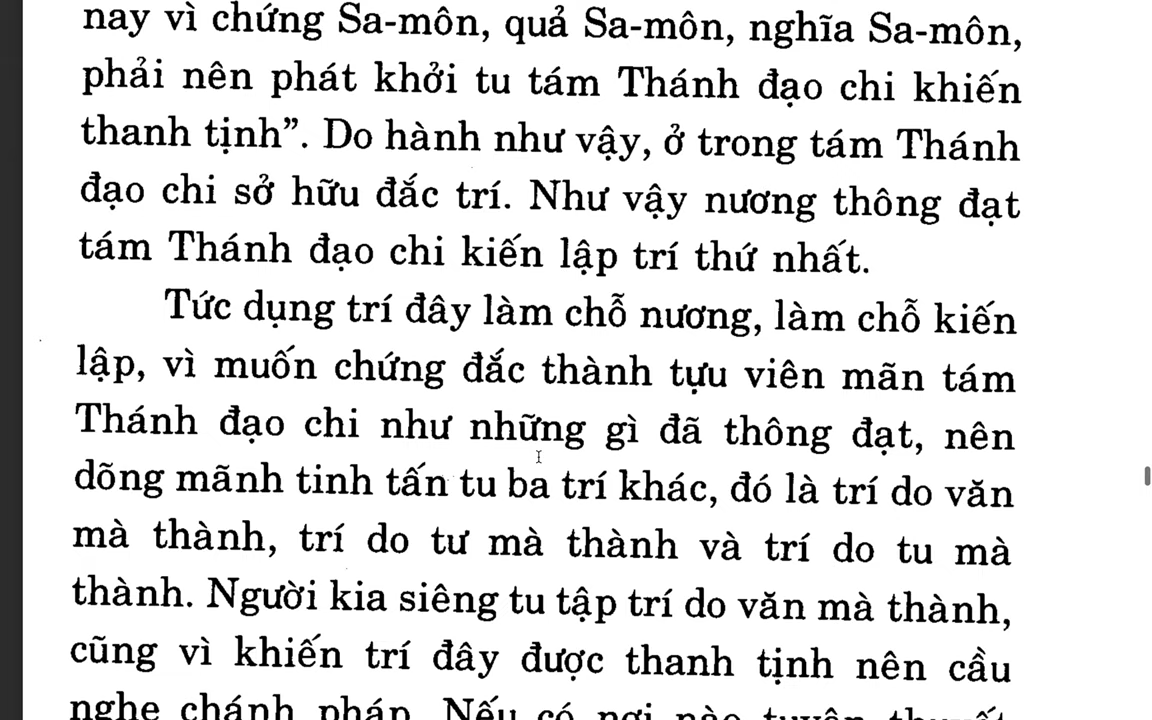 nay vì chứng Sa-môn, quả Sa-môn, nghĩa Sa-môn,
phải nên phát khởi tu tám Thánh đạo chi khiến
thanh tịnh”. Do hành như vậy, ở trong tám Thánh
đạo chi sở hữu đắc trí. Như vậy nương thông đạt
tám Thánh đạo chi kiến lập trí thứ nhất.
Tức dụng trí đây làm chỗ nương, làm chỗ kiến
lập, vì muốn chứng đắc thành tựu viên mãn tám
Thánh đạo chi như những gì đã thông đạt, nên
dõng mãnh tinh tấn tu ba trí khác, đó là trí do văn
mà thành, trí do tư mà thành và trí do tu mà
thành. Người kia siêng tu tập trí do văn mà thành,
cũng vì khiến trí đây được thanh tịnh nên cầu
nghe chánh pháp. Nếu có nơi nào tuyên thuyết